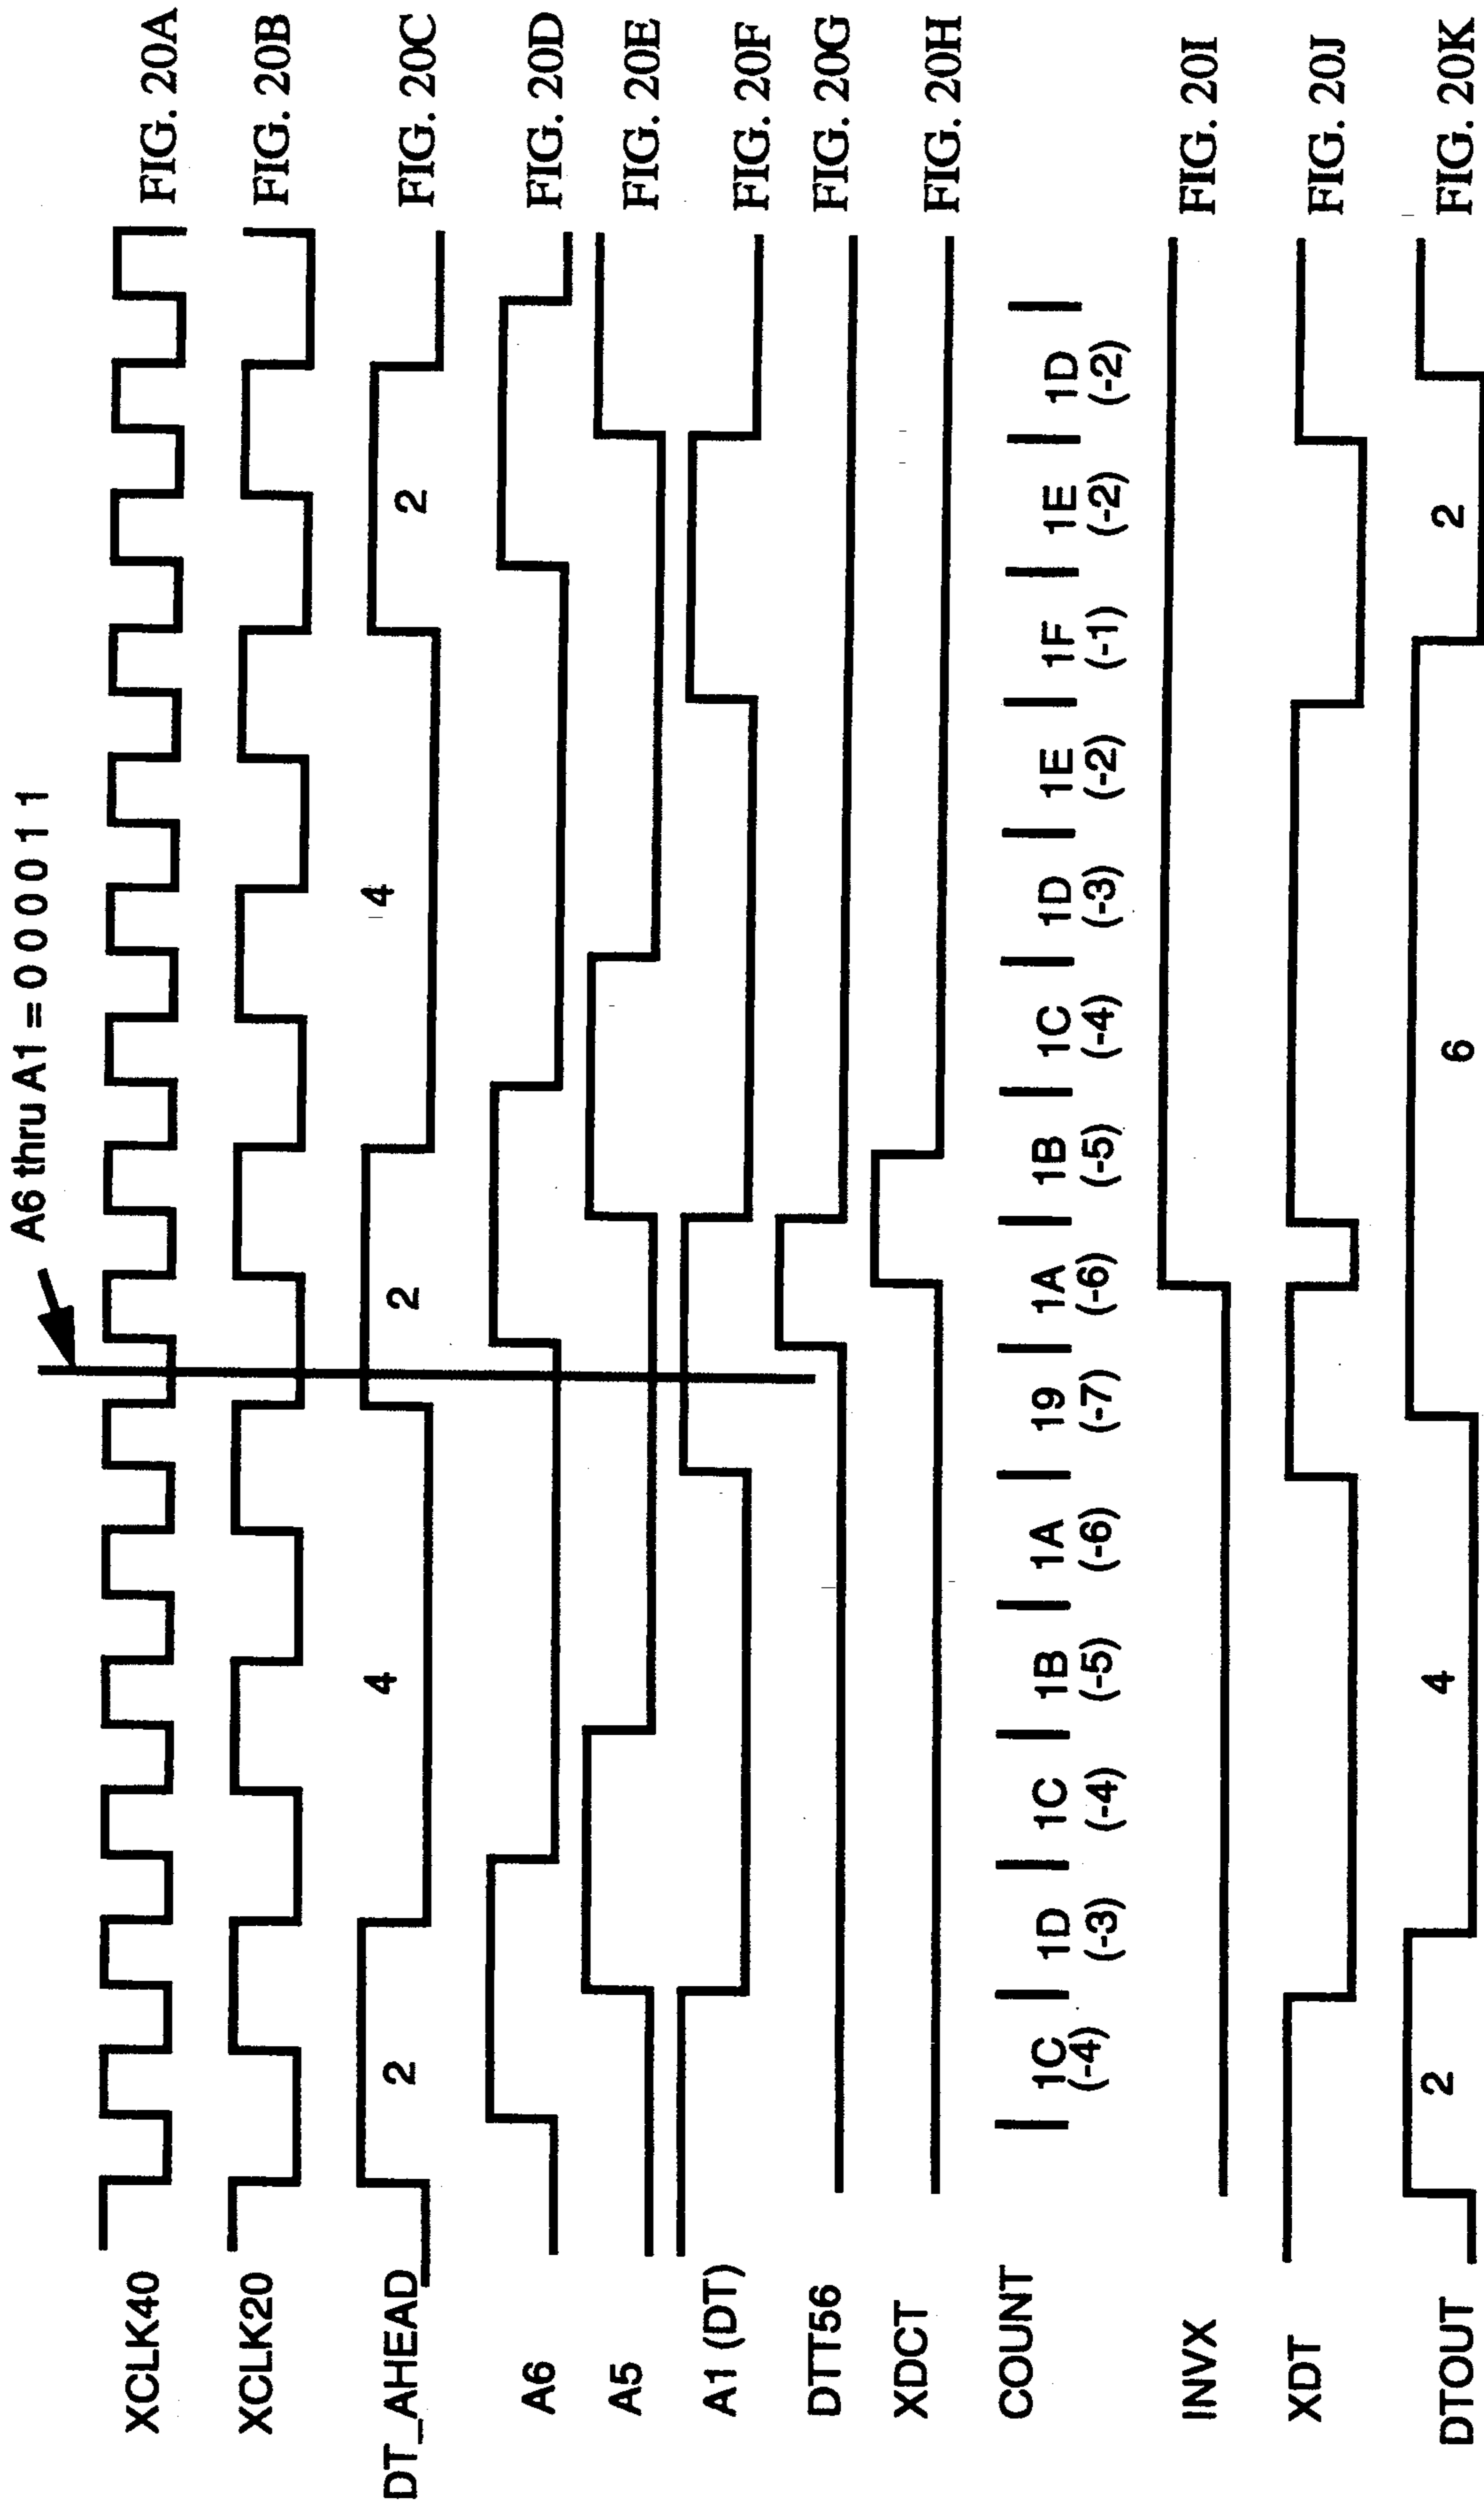 A6 thru A1 = 0 0 0 0 1 1
XCLK40 FIG. 20A
XCLK20 FIG. 20B
DT_AHEAD 2 4 2 4 2 FIG. 20C
A6 FIG. 20D
A5 FIG. 20E
A1 (DT) FIG. 20F
DTT56 FIG. 20G
XDCT FIG. 20H
COUNT | 1C | 1D | 1C | 1B | 1A | 19 | 1A | 1B | 1C | 1D | 1E | 1F | 1E | 1D |
(-4) (-3) (-4) (-5) (-6) (-7) (-6) (-5) (-4) (-3) (-2) (-1) (-2) (-2)
INVX FIG. 20I
XDT FIG. 20J
DTOUT 2 4 6 2 FIG. 20K